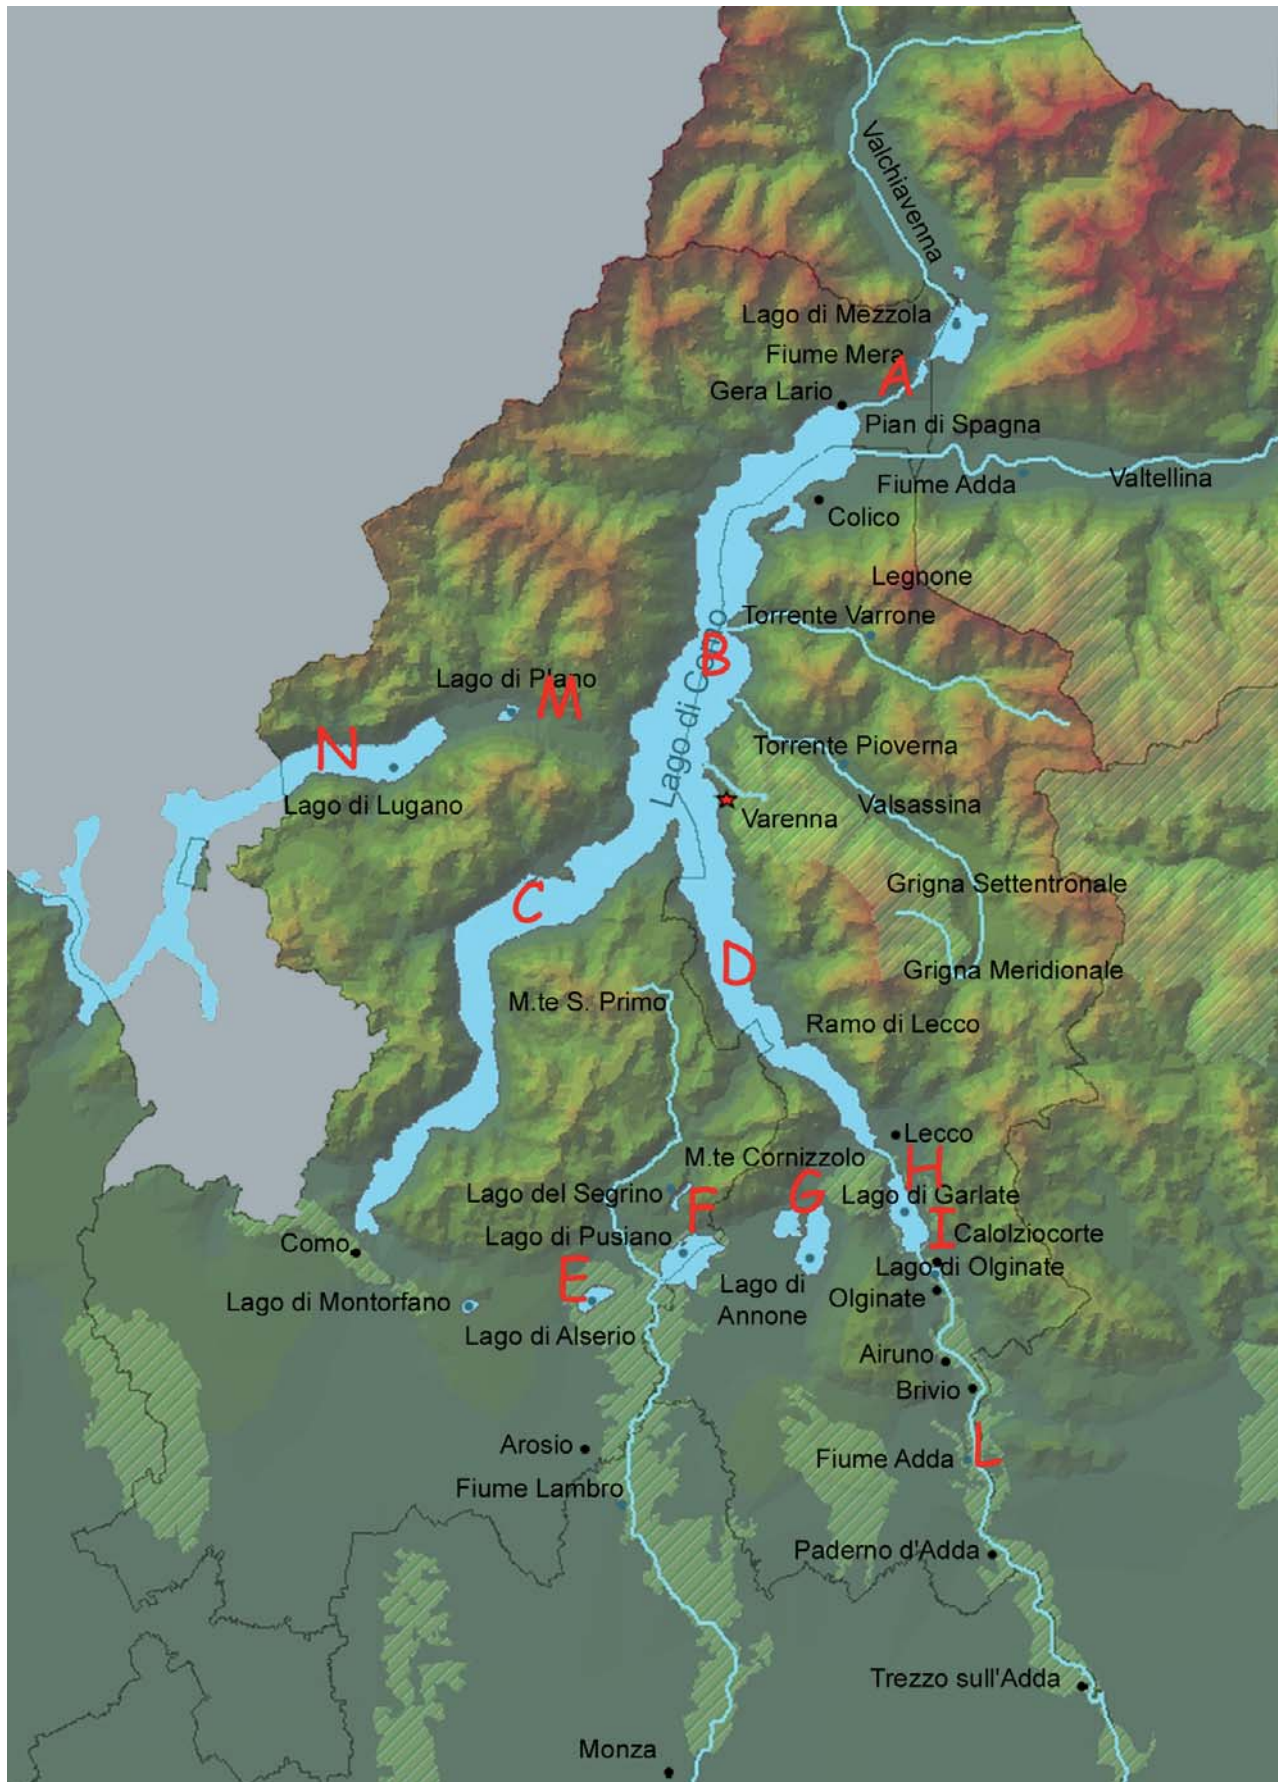 Valchiavenna
Lago di Mezzola
Fiume Mera
A
Gera Lario
Pian di Spagna
Fiume Adda
Valtellina
Colico
Legnone
Torrente Varrone
B
Lago di Como
Lago di Piano
M
N
Torrente Pioverna
Lago di Lugano
Valsassina
Varenna
C
Grigna Settentronale
D
Grigna Meridionale
M.te S. Primo
Ramo di Lecco
Lecco
M.te Cornizzolo
H
Lago del Segrino
F
G
Lago di Garlate
Lago di Pusiano
I
Calolziocorte
Como
E
Lago di Olginate
Lago di
Annone
Olginate
Lago di Montorfano
Lago di Alserio
Airuno
Brivio
Arosio
L
Fiume Adda
Fiume Lambro
Paderno d'Adda
Trezzo sull'Adda
Monza